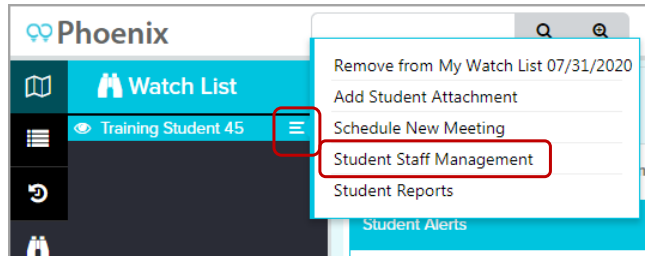 Phoenix
Watch List
Training Student 45
Remove from My Watch List 07/31/2020
Add Student Attachment
Schedule New Meeting
Student Staff Management
Student Reports
Student Alerts